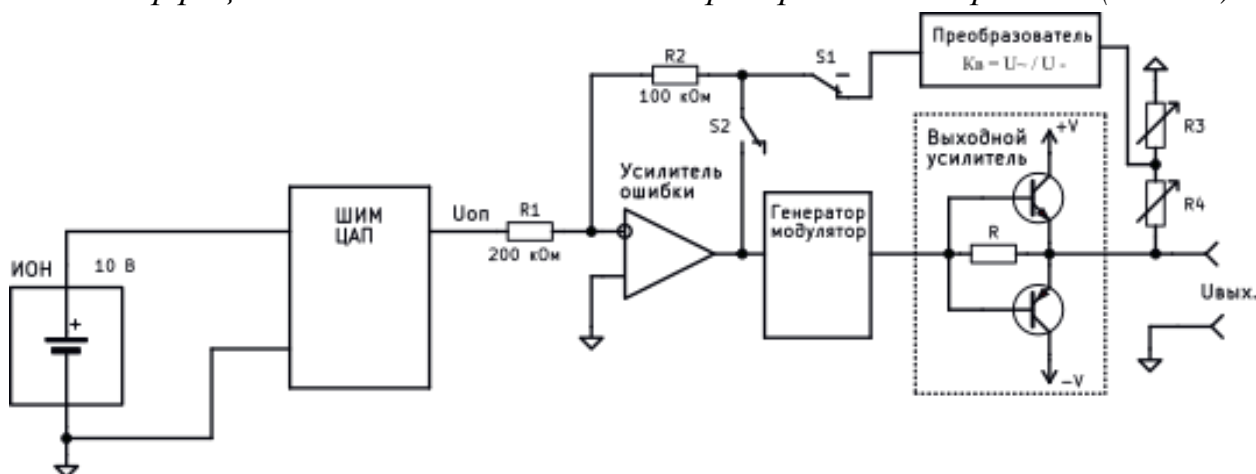 Преобразователь
Кв = U~ / U -
S1
R2
100 кОм
S2
R3
+V
Выходной
усилитель
Усилитель
ошибки
R4
ШИМ
ЦАП
Uоп
R1
200 кОм
Генератор
модулятор
R
ИОН
10 В
+
Uвых.
–V